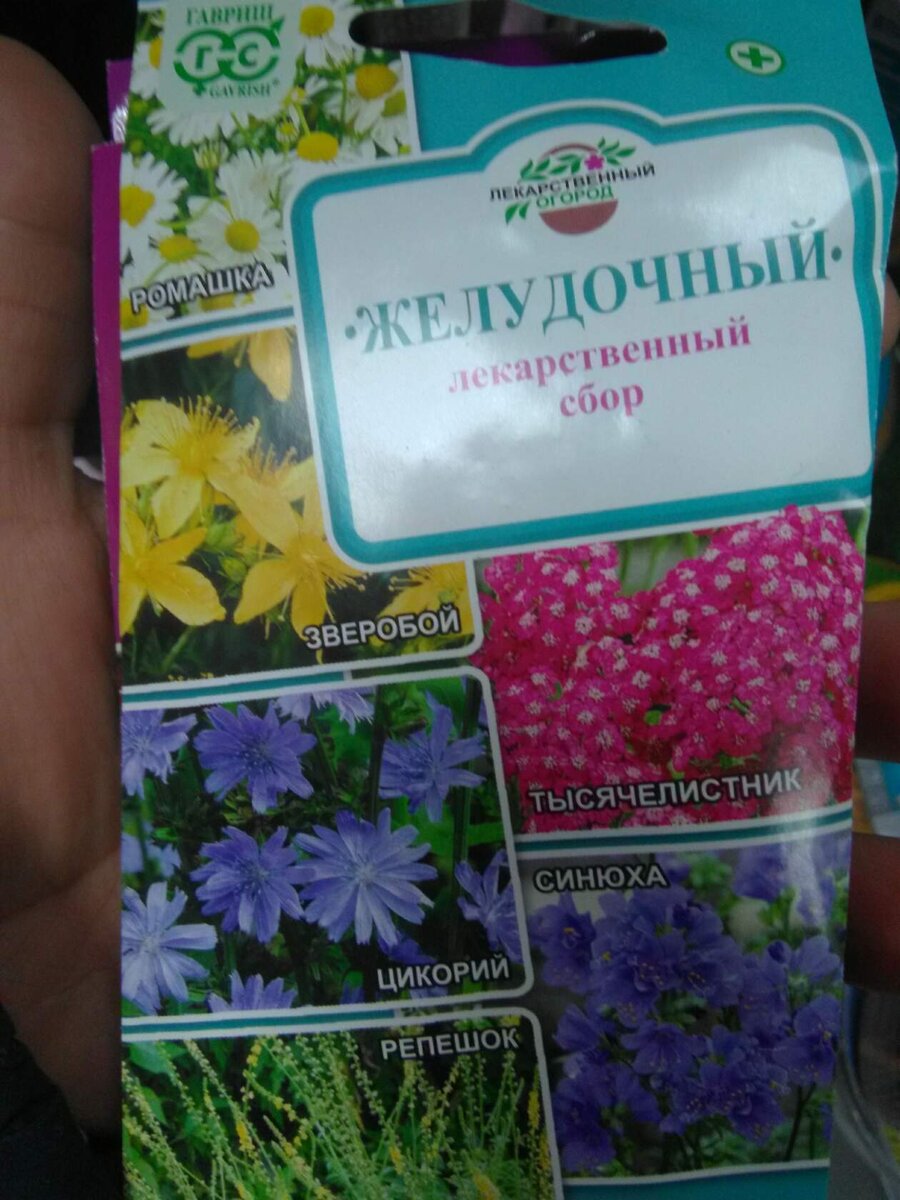 ГАВРИШ
ГС
GAVRISH®
ЛЕКАРСТВЕННЫЙ
ОГОРОД
·ЖЕЛУДОЧНЫЙ·
лекарственный
сбор
РОМАШКА
ЗВЕРОБОЙ
ТЫСЯЧЕЛИСТНИК
ЦИКОРИЙ
СИНЮХА
РЕПЕШОК